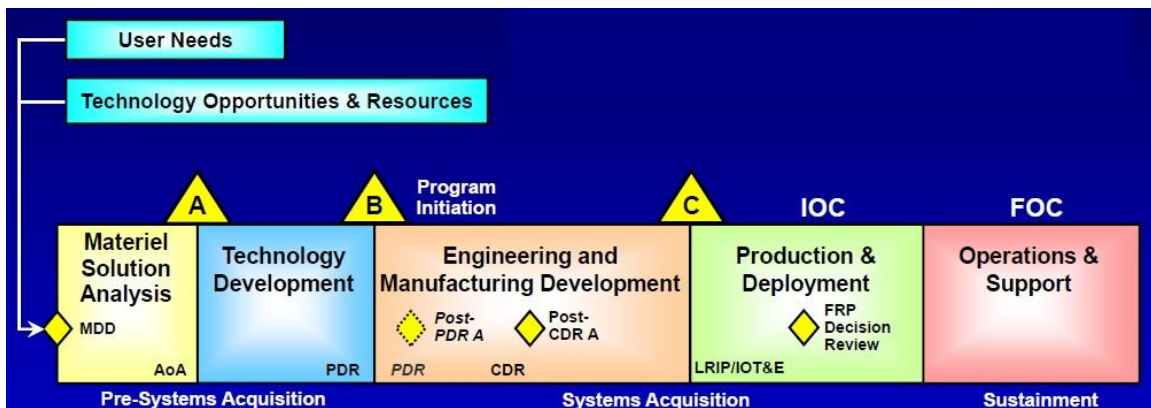 User Needs
Technology Opportunities & Resources
A
B
Program
Initiation
C
IOC
FOC
Materiel
Solution
Analysis
MDD
AoA
Technology
Development
PDR
Engineering and
Manufacturing Development
Post-
PDR A
Post-
CDR A
PDR
CDR
Production &
Deployment
FRP
Decision
Review
LRIP/IOT&E
Operations &
Support
Pre-Systems Acquisition
Systems Acquisition
Sustainment